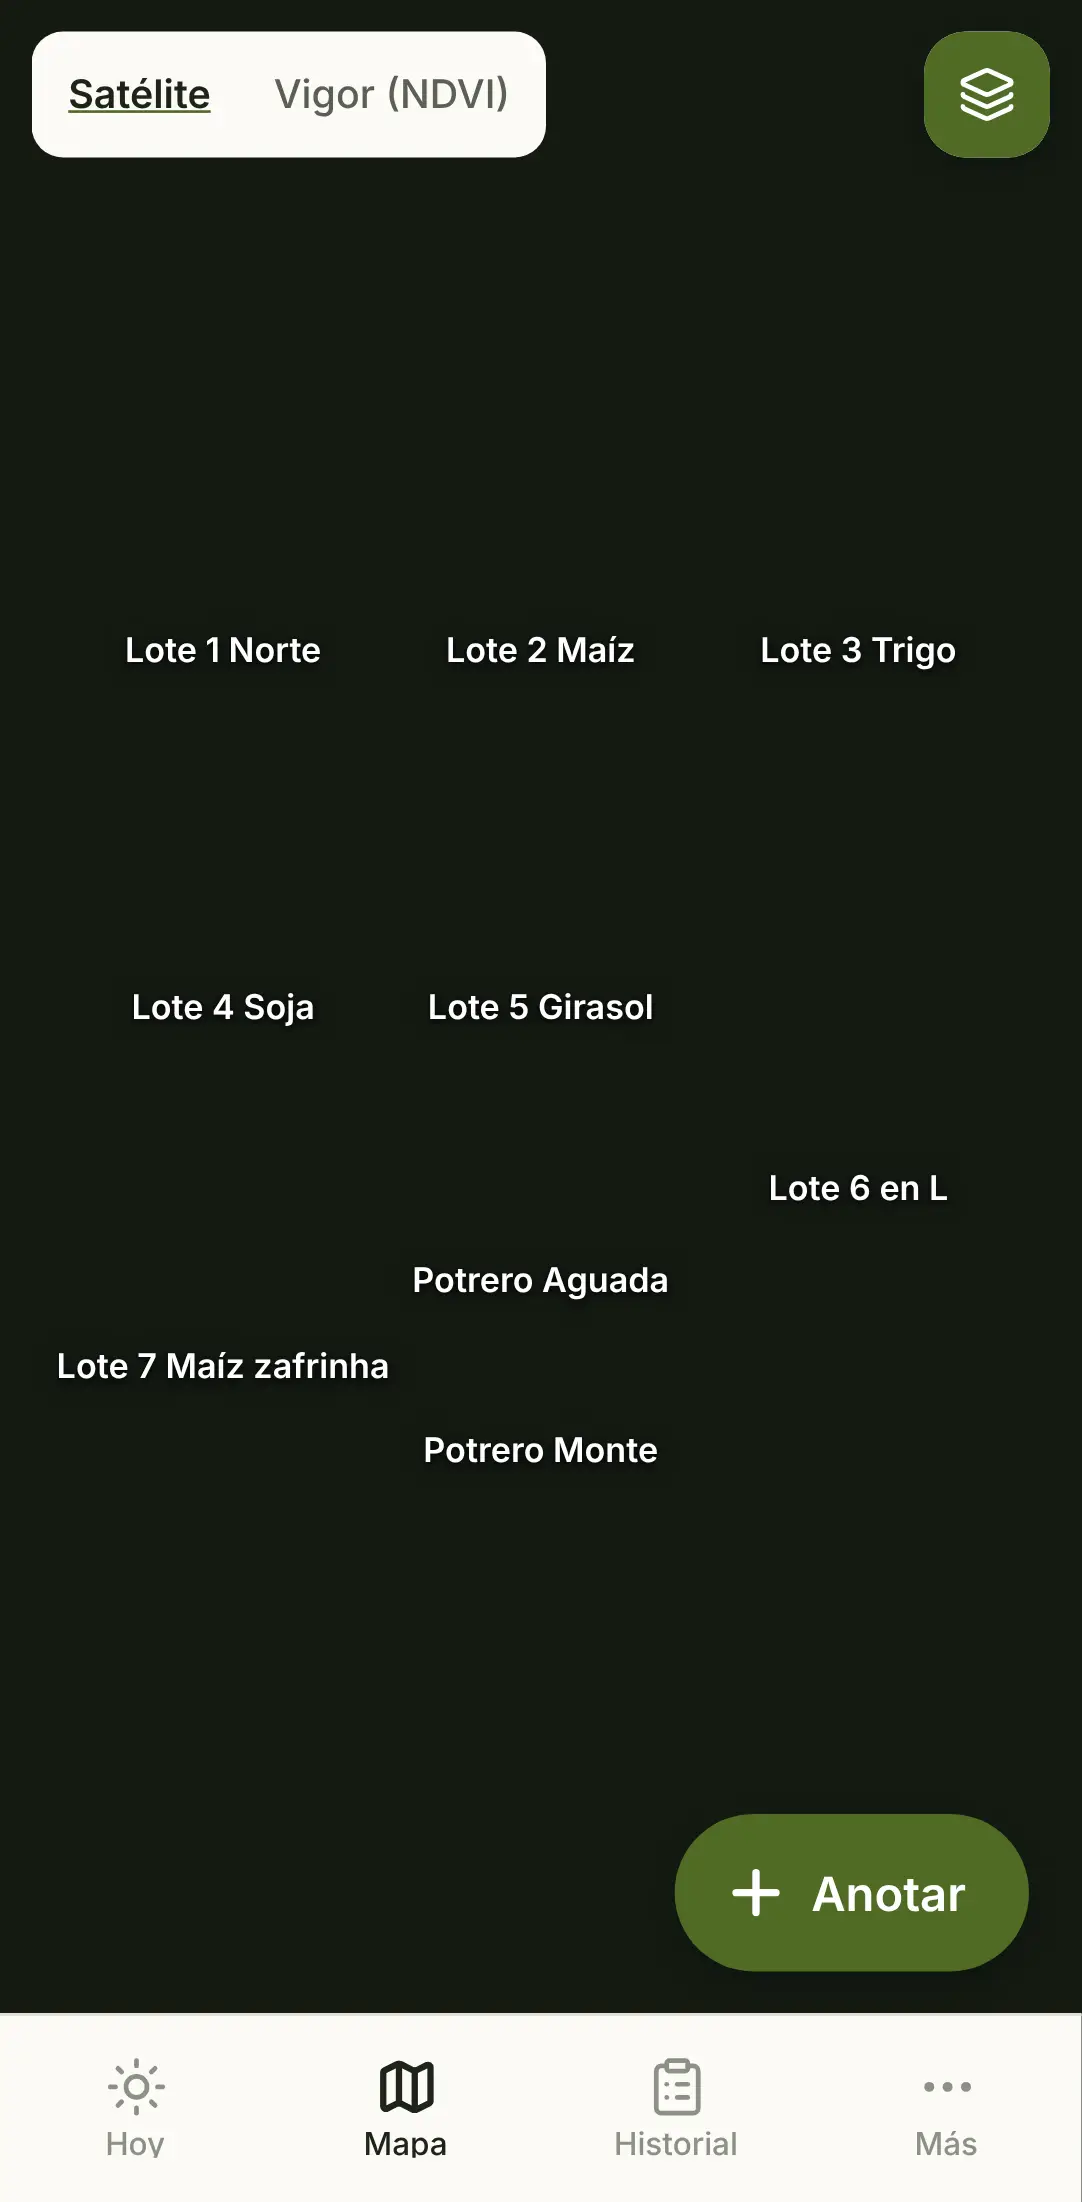 Satélite
Vigor (NDVI)
Lote 1 Norte
Lote 2 Maíz
Lote 3 Trigo
Lote 4 Soja
Lote 5 Girasol
Lote 6 en L
Potrero Aguada
Lote 7 Maíz zafrinha
Potrero Monte
Anotar
Hoy
Mapa
Historial
Más